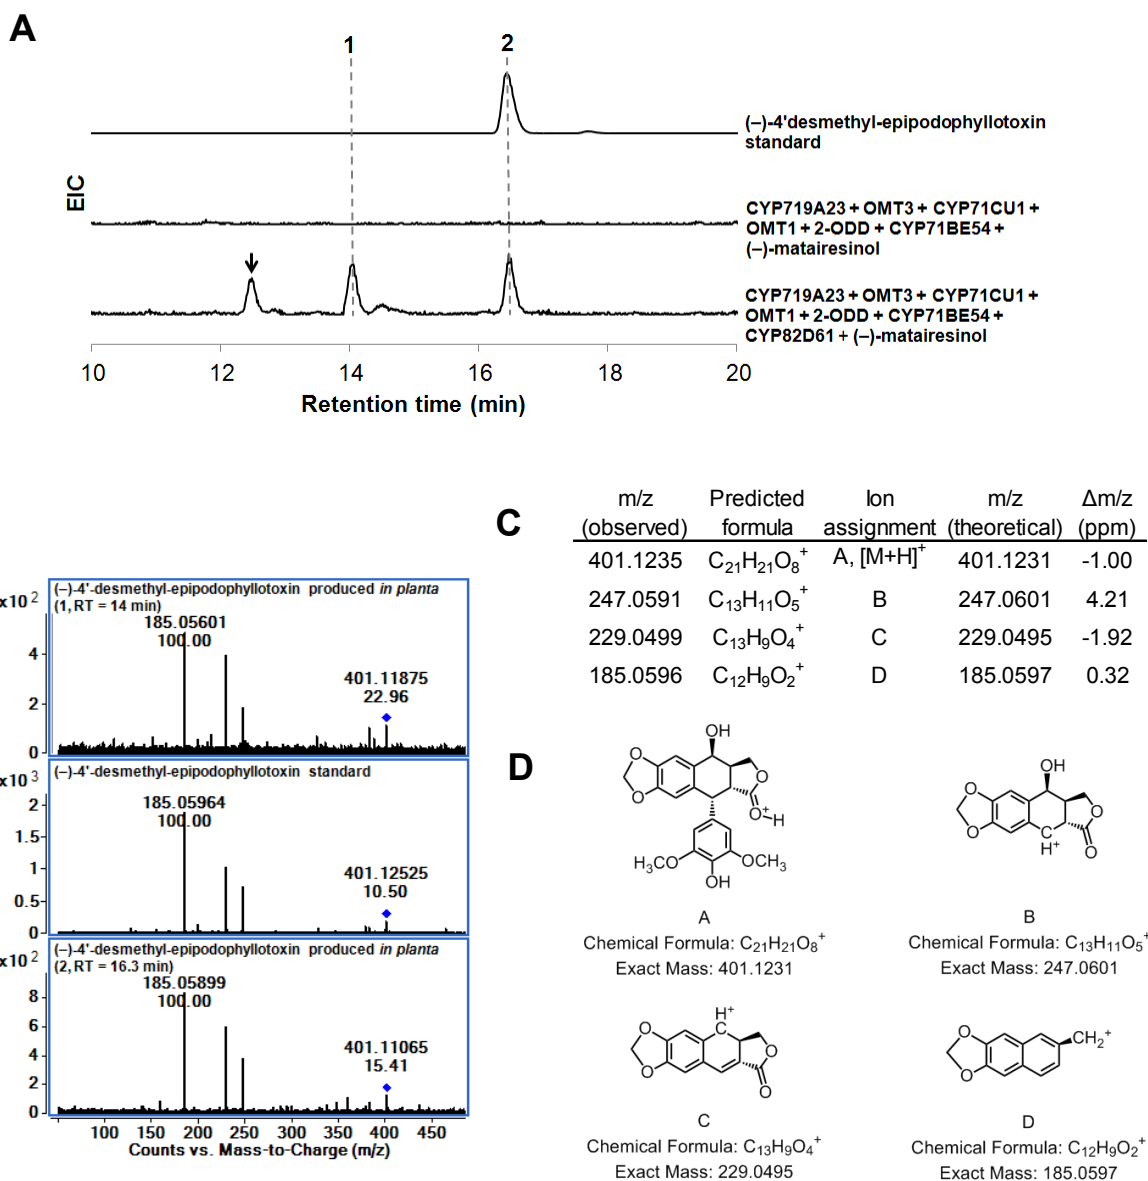 A
1
2
(–)-4'desmethyl-epipodophyllotoxin
standard
EIC
CYP719A23 + OMT3 + CYP71CU1 +
OMT1 + 2-ODD + CYP71BE54 +
(–)-matairesinol
CYP719A23 + OMT3 + CYP71CU1 +
OMT1 + 2-ODD + CYP71BE54 +
CYP82D61 + (–)-matairesinol
10 12 14 16 18 20
Retention time (min)
x10²
(–)-4'-desmethyl-epipodophyllotoxin produced in planta
(1, RT = 14 min)
185.05601
100.00
401.11875
22.96
4
2
0
x10³
(–)-4'-desmethyl-epipodophyllotoxin standard
185.05964
100.00
401.12525
10.50
2
1.5
1
0.5
0
x10²
(–)-4'-desmethyl-epipodophyllotoxin produced in planta
(2, RT = 16.3 min)
185.05899
100.00
401.11065
15.41
8
6
4
2
0
100 150 200 250 300 350 400 450
Counts vs. Mass-to-Charge (m/z)
C
m/z Predicted Ion m/z Δm/z
(observed) formula assignment (theoretical) (ppm)
401.1235 C₂₁H₂₁O₈⁺ A, [M+H]⁺ 401.1231 -1.00
247.0591 C₁₃H₁₁O₅⁺ B 247.0601 4.21
229.0499 C₁₃H₉O₄⁺ C 229.0495 -1.92
185.0596 C₁₂H₉O₂⁺ D 185.0597 0.32
D
OH
O
O
O
O⁺–H
H₃CO
OCH₃
OH
A
Chemical Formula: C₂₁H₂₁O₈⁺
Exact Mass: 401.1231
OH
O
O
O
C
H⁺
O
B
Chemical Formula: C₁₃H₁₁O₅⁺
Exact Mass: 247.0601
H⁺
C
O
O
O
O
C
Chemical Formula: C₁₃H₉O₄⁺
Exact Mass: 229.0495
O
O
CH₂⁺
D
Chemical Formula: C₁₂H₉O₂⁺
Exact Mass: 185.0597